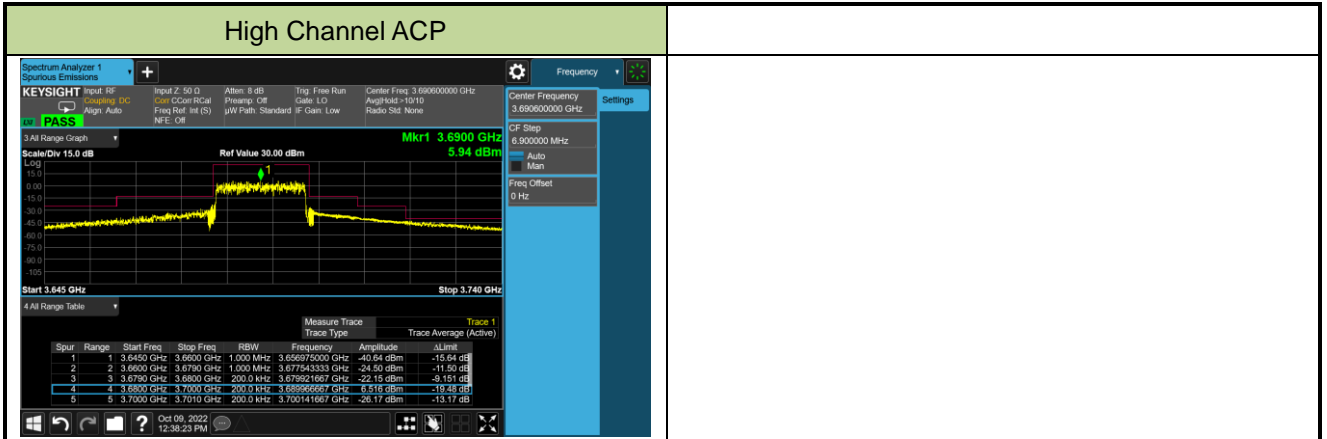 High Channel ACP
Spectrum Analyzer 1
Spurious Emissions
+
Frequency
KEYSIGHT
Input: RF
Coupling: DC
Align: Auto
Input Z: 50 Ω
Corr CCorr RCal
Freq Ref: Int (S)
NFE: Off
Atten: 8 dB
Preamp: Off
µW Path: Standard
Trig: Free Run
Gate: LO
IF Gain: Low
Center Freq: 3.690600000 GHz
Avg|Hold:>10/10
Radio Std: None
PASS
3 All Range Graph
Mkr1 3.6900 GHz
Scale/Div 15.0 dB
Ref Value 30.00 dBm
5.94 dBm
Log
15.0
0.00
-15.0
-30.0
-45.0
-60.0
-75.0
-90.0
-105
1
Start 3.645 GHz
Stop 3.740 GHz
4 All Range Table
Measure Trace Trace 1
Trace Type Trace Average (Active)
Spur Range Start Freq Stop Freq RBW Frequency Amplitude ΔLimit
1 1 3.6450 GHz 3.6600 GHz 1.000 MHz 3.656975000 GHz -40.64 dBm -15.64 dB
2 2 3.6600 GHz 3.6790 GHz 1.000 MHz 3.677543333 GHz -24.50 dBm -11.50 dB
3 3 3.6790 GHz 3.6800 GHz 200.0 kHz 3.679921667 GHz -22.15 dBm -9.151 dB
4 4 3.6800 GHz 3.7000 GHz 200.0 kHz 3.689966667 GHz 6.516 dBm -19.48 dB
5 5 3.7000 GHz 3.7010 GHz 200.0 kHz 3.700141667 GHz -26.17 dBm -13.17 dB
Center Frequency
3.690600000 GHz
Settings
CF Step
6.900000 MHz
Auto
Man
Freq Offset
0 Hz
?
Oct 09, 2022
12:38:23 PM